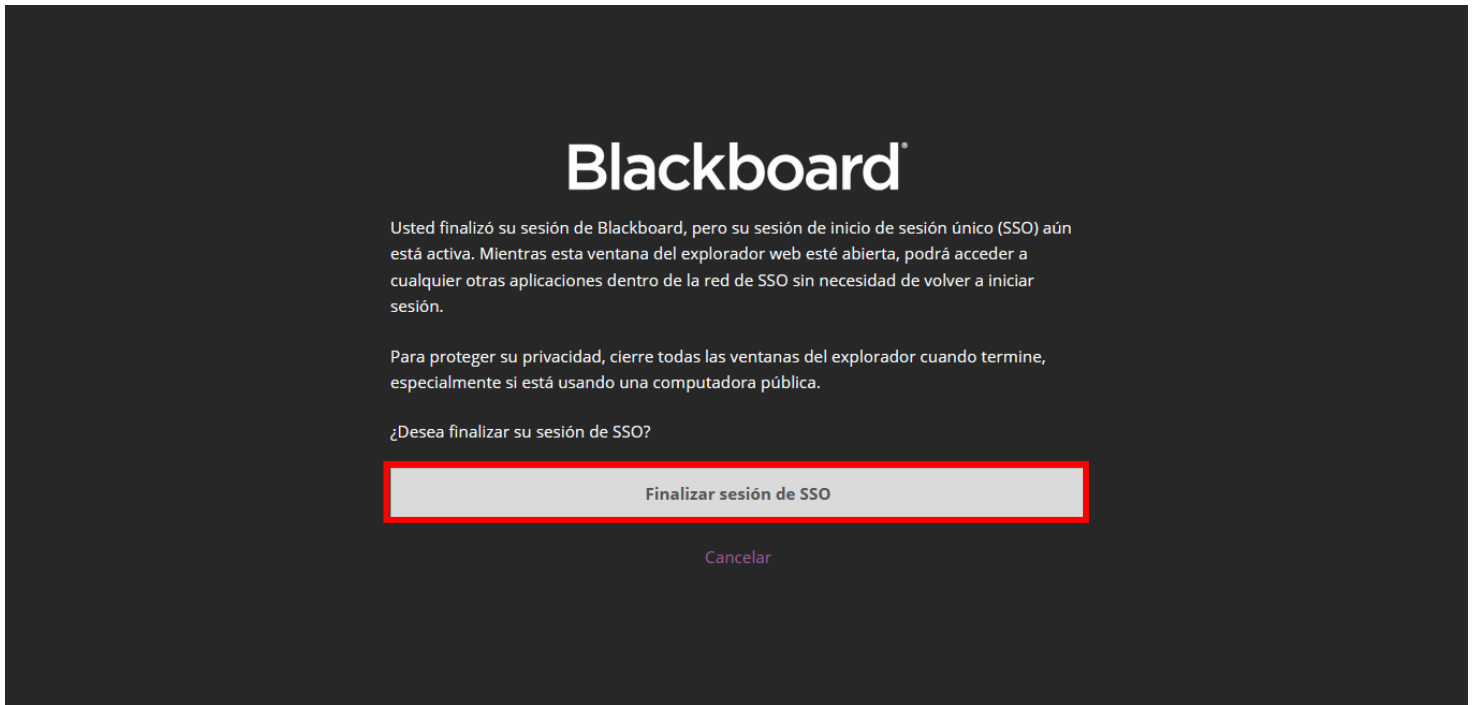 Blackboard
Usted finalizó su sesión de Blackboard, pero su sesión de inicio de sesión único (SSO) aún
está activa. Mientras esta ventana del explorador web esté abierta, podrá acceder a
cualquier otras aplicaciones dentro de la red de SSO sin necesidad de volver a iniciar
sesión.
Para proteger su privacidad, cierre todas las ventanas del explorador cuando termine,
especialmente si está usando una computadora pública.
¿Desea finalizar su sesión de SSO?
Finalizar sesión de SSO
Cancelar